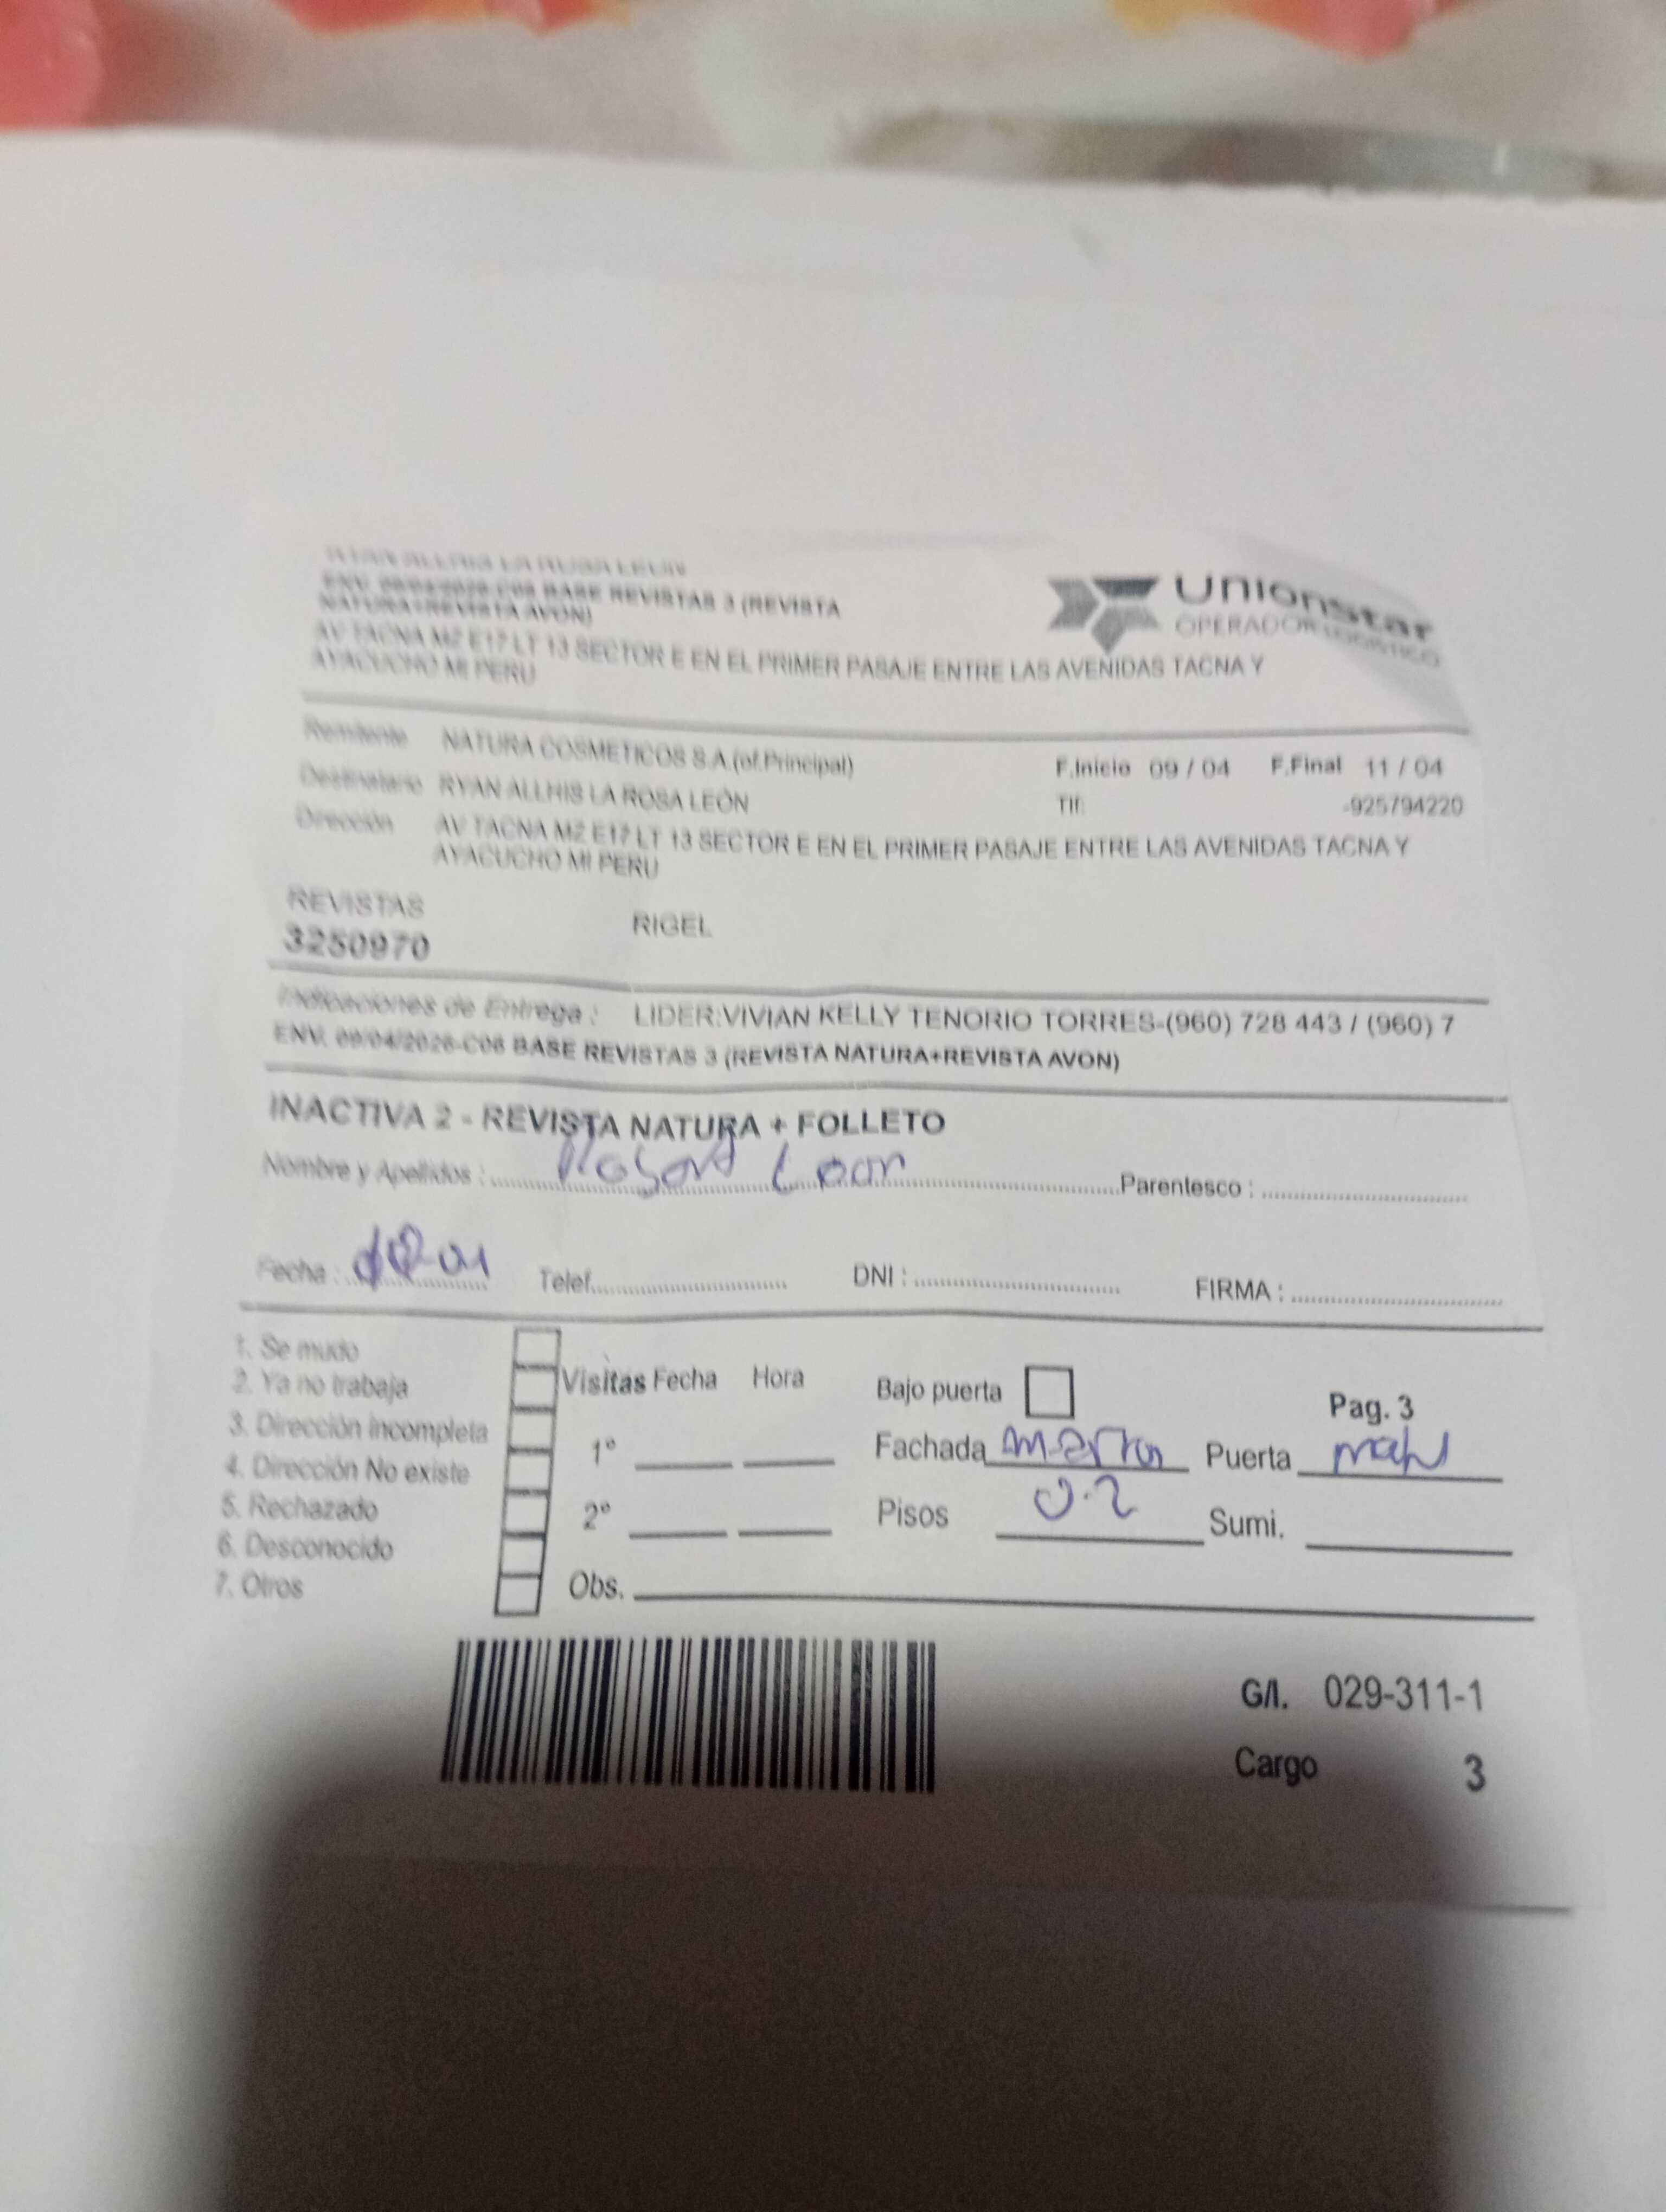 RYAN ALLHIS LA ROSA LEÓN
ENV. 09/04/2026-C06 BASE REVISTAS 3 (REVISTA
NATURA+REVISTA AVON)
AV TACNA MZ E17 LT 13 SECTOR E EN EL PRIMER PASAJE ENTRE LAS AVENIDAS TACNA Y
AYACUCHO MI PERU
UnionStar
OPERADOR LOGISTICO
Remitente NATURA COSMETICOS S.A.(of.Principal) F.Inicio 09 / 04 F.Final 11 / 04
Destinatario RYAN ALLHIS LA ROSA LEÓN Tlf: -925794220
Dirección AV TACNA MZ E17 LT 13 SECTOR E EN EL PRIMER PASAJE ENTRE LAS AVENIDAS TACNA Y
AYACUCHO MI PERU
REVISTAS RIGEL
3250970
Indicaciones de Entrega : LIDER:VIVIAN KELLY TENORIO TORRES-(960) 728 443 / (960) 7
ENV. 09/04/2026-C06 BASE REVISTAS 3 (REVISTA NATURA+REVISTA AVON)
INACTIVA 2 - REVISTA NATURA + FOLLETO
Nombre y Apellidos : Leon Parentesco :
Fecha : Telef. DNI : FIRMA :
1. Se mudo
2. Ya no trabaja
3. Dirección incompleta
4. Dirección No existe
5. Rechazado
6. Desconocido
7. Otros
Visitas Fecha Hora
1°
2°
Obs.
Bajo puerta Pag. 3
Fachada Puerta
Pisos 02 Sumi.
G/I. 029-311-1
Cargo 3